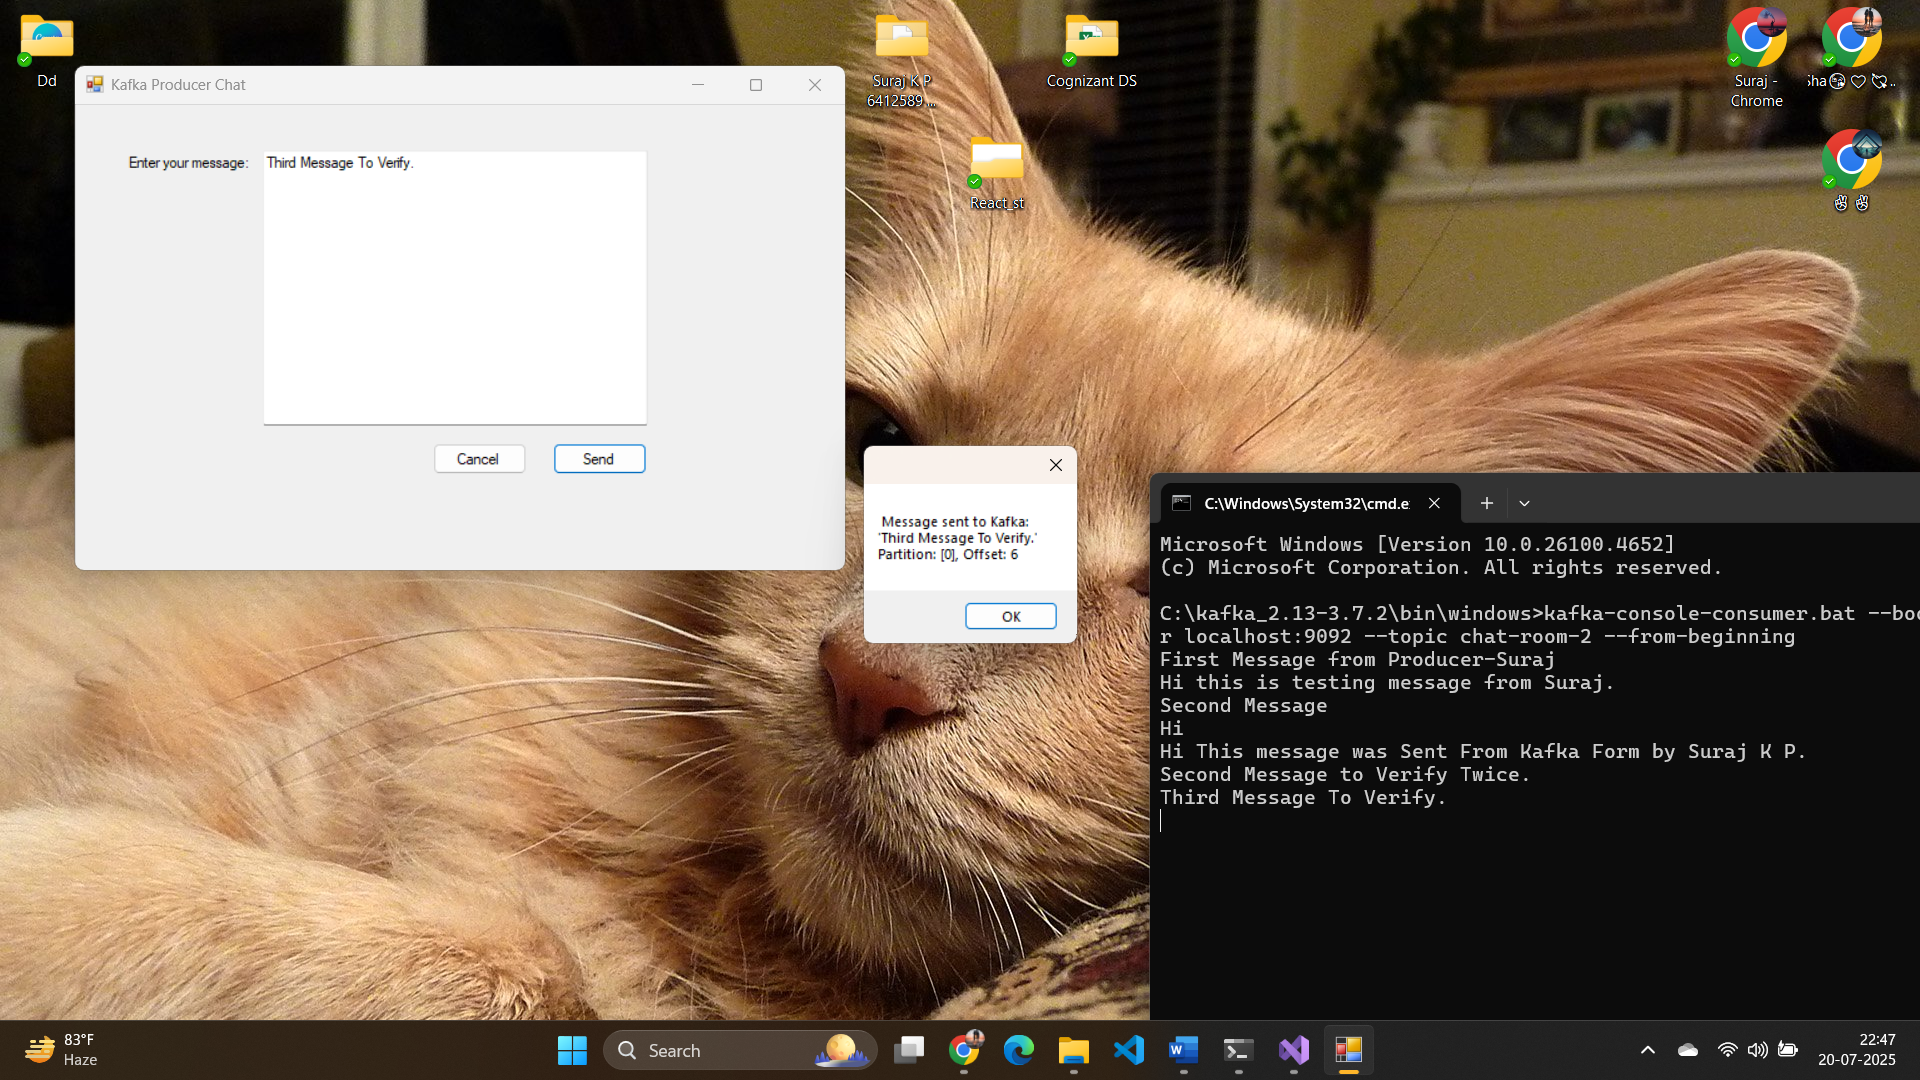 Dd
Suraj K P
6412589 ...
Cognizant DS
React_st
Suraj -
Chrome
Sha😘♡💘..
✌ ✌
Kafka Producer Chat
Enter your message:
Third Message To Verify.
Cancel
Send
Message sent to Kafka:
'Third Message To Verify.'
Partition: [0], Offset: 6
OK
C:\Windows\System32\cmd.e
Microsoft Windows [Version 10.0.26100.4652]
(c) Microsoft Corporation. All rights reserved.
C:\kafka_2.13-3.7.2\bin\windows>kafka-console-consumer.bat --boo
r localhost:9092 --topic chat-room-2 --from-beginning
First Message from Producer-Suraj
Hi this is testing message from Suraj.
Second Message
Hi
Hi This message was Sent From Kafka Form by Suraj K P.
Second Message to Verify Twice.
Third Message To Verify.
83°F
Haze
Search
22:47
20-07-2025